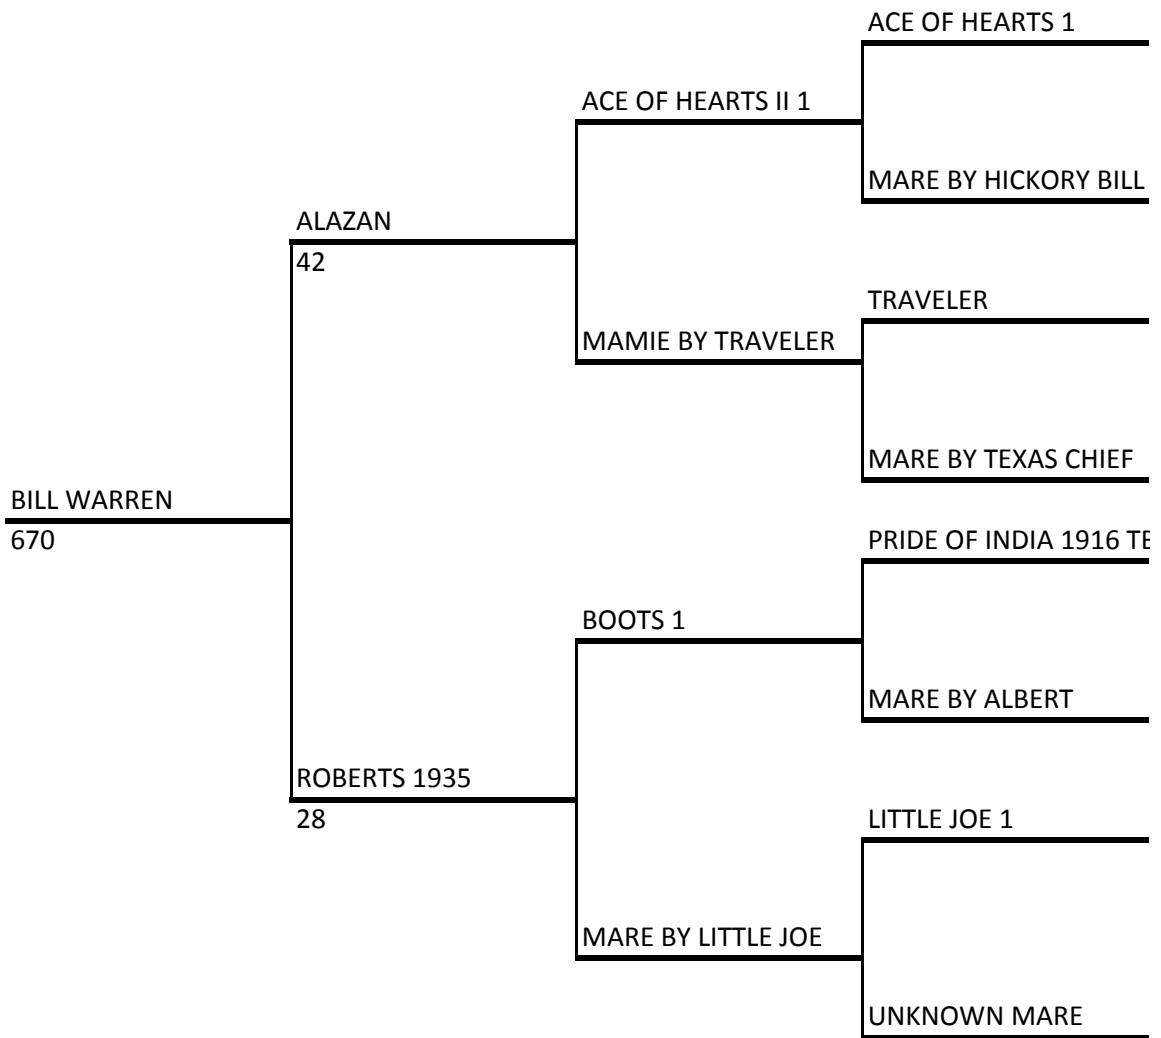 ACE OF HEARTS 1
ACE OF HEARTS II 1
MARE BY HICKORY BILL
ALAZAN
42
TRAVELER
MAMIE BY TRAVELER
MARE BY TEXAS CHIEF
BILL WARREN
670
PRIDE OF INDIA 1916 TB
BOOTS 1
MARE BY ALBERT
ROBERTS 1935
28
LITTLE JOE 1
MARE BY LITTLE JOE
UNKNOWN MARE